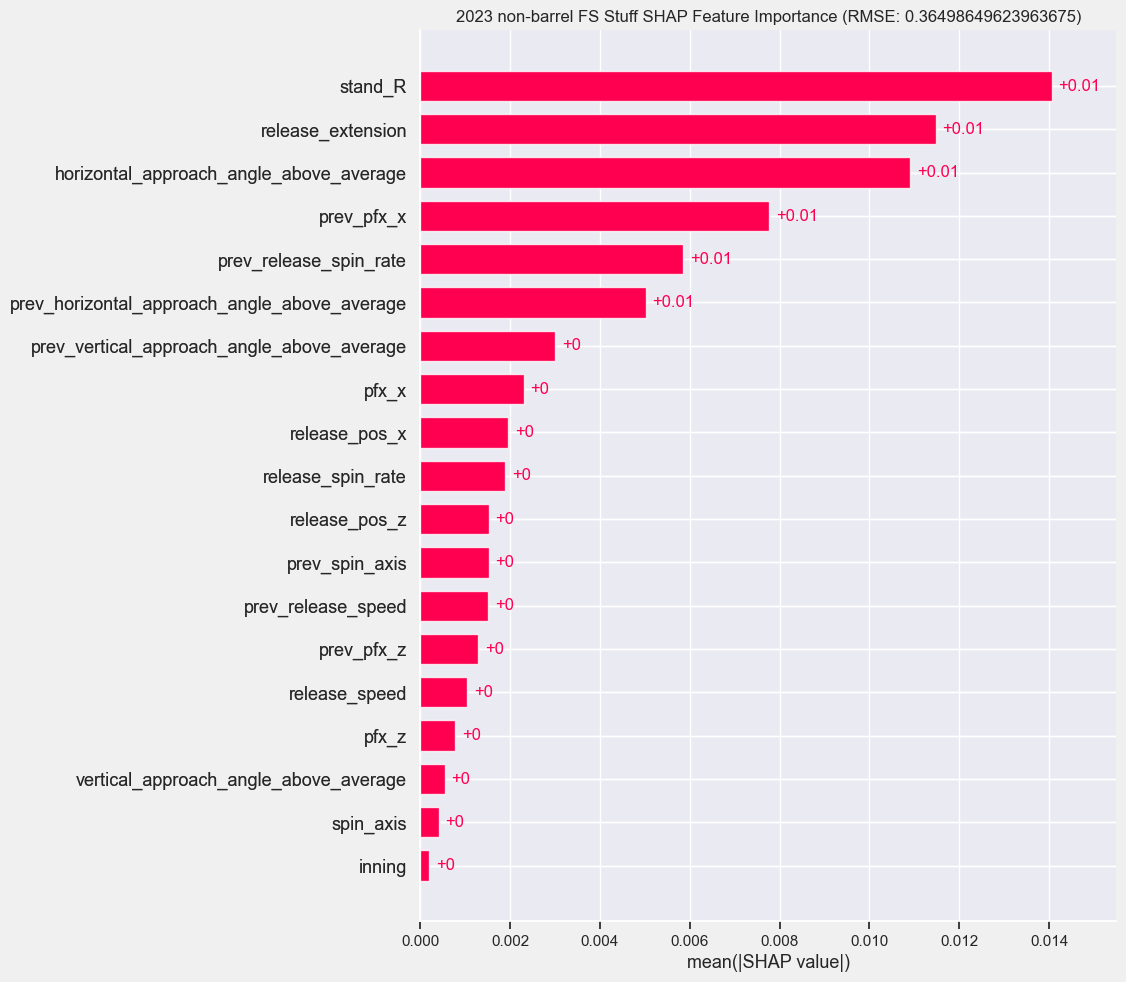 2023 non-barrel FS Stuff SHAP Feature Importance (RMSE: 0.36498649623963675)
stand_R +0.01
release_extension +0.01
horizontal_approach_angle_above_average +0.01
prev_pfx_x +0.01
prev_release_spin_rate +0.01
prev_horizontal_approach_angle_above_average +0.01
prev_vertical_approach_angle_above_average +0
pfx_x +0
release_pos_x +0
release_spin_rate +0
release_pos_z +0
prev_spin_axis +0
prev_release_speed +0
prev_pfx_z +0
release_speed +0
pfx_z +0
vertical_approach_angle_above_average +0
spin_axis +0
inning +0
0.000 0.002 0.004 0.006 0.008 0.010 0.012 0.014
mean(|SHAP value|)